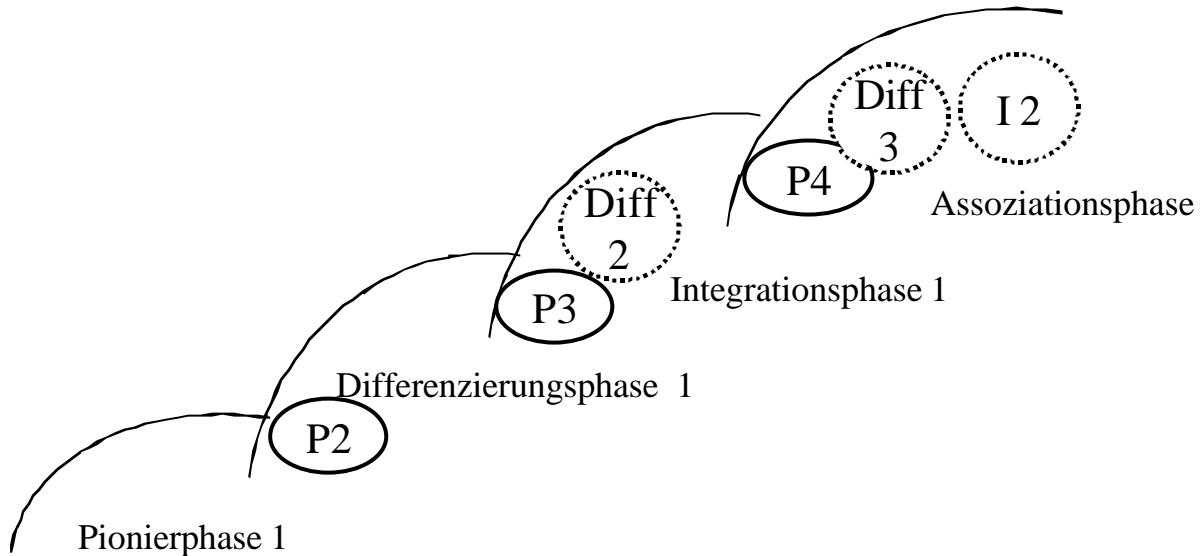 Diff
3
I 2
P4
Assoziationsphase
Diff
2
P3
Integrationsphase 1
Differenzierungsphase 1
P2
Pionierphase 1